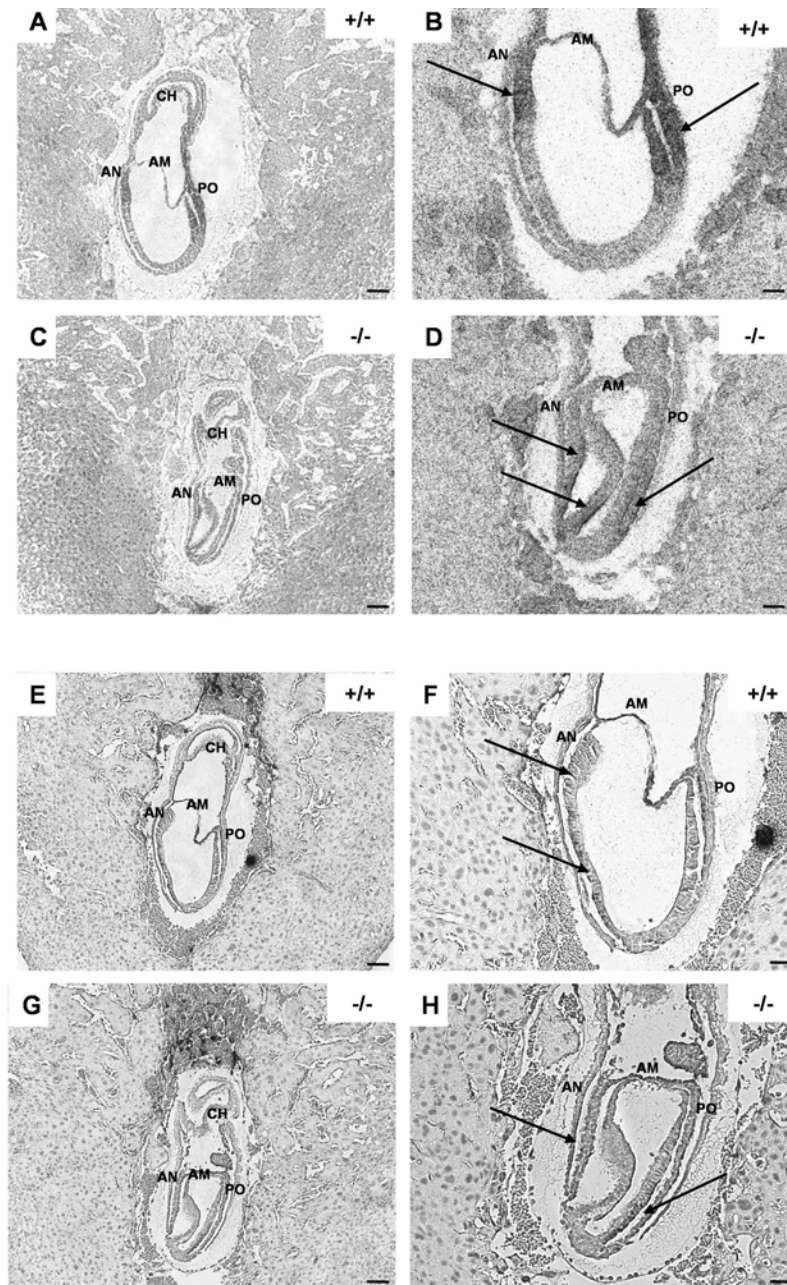 A +/+
CH
AN AM
PO
B +/+
AN AM
PO
C -/-
CH
AN AM PO
D -/-
AN AM PO
E +/+
CH
AN AM
PO
F +/+
AN AM
PO
G -/-
CH
AN AM PO
H -/-
AN AM PO